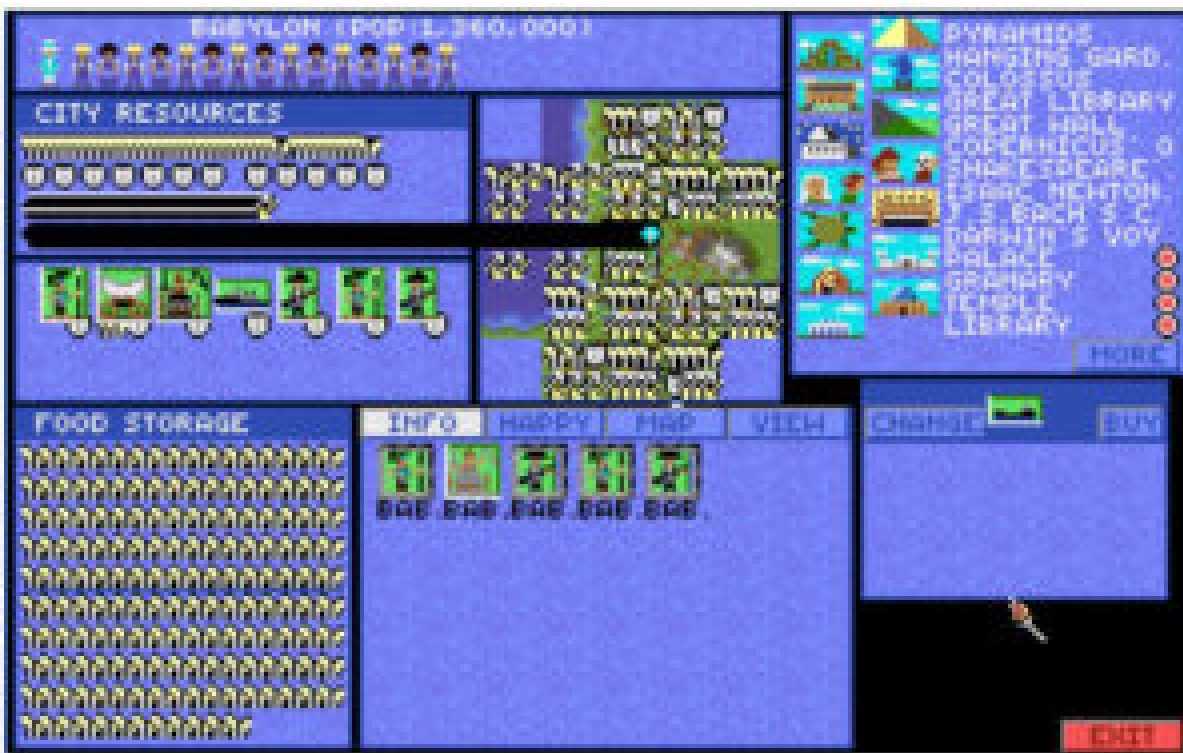 BABYLON (POP:1,360,000)
CITY RESOURCES
PYRAMIDS
HANGING GARD.
COLOSSUS
GREAT LIBRARY
GREAT WALL
COPERNICUS' O
SHAKESPEARE'.
ISAAC NEWTON.
J.S.BACH'S C.
DARWIN'S VOY.
PALACE
GRANARY
TEMPLE
LIBRARY
MORE
FOOD STORAGE
INFO HAPPY MAP VIEW
BAB.BAB.BAB.BAB.BAB.
CHANGE BUY
EXIT